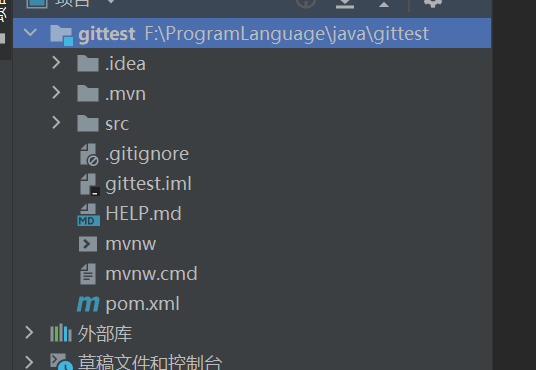 项目
gittest F:\ProgramLanguage\java\gittest
.idea
.mvn
src
.gitignore
gittest.iml
HELP.md
mvnw
mvnw.cmd
pom.xml
外部库
草稿文件和控制台